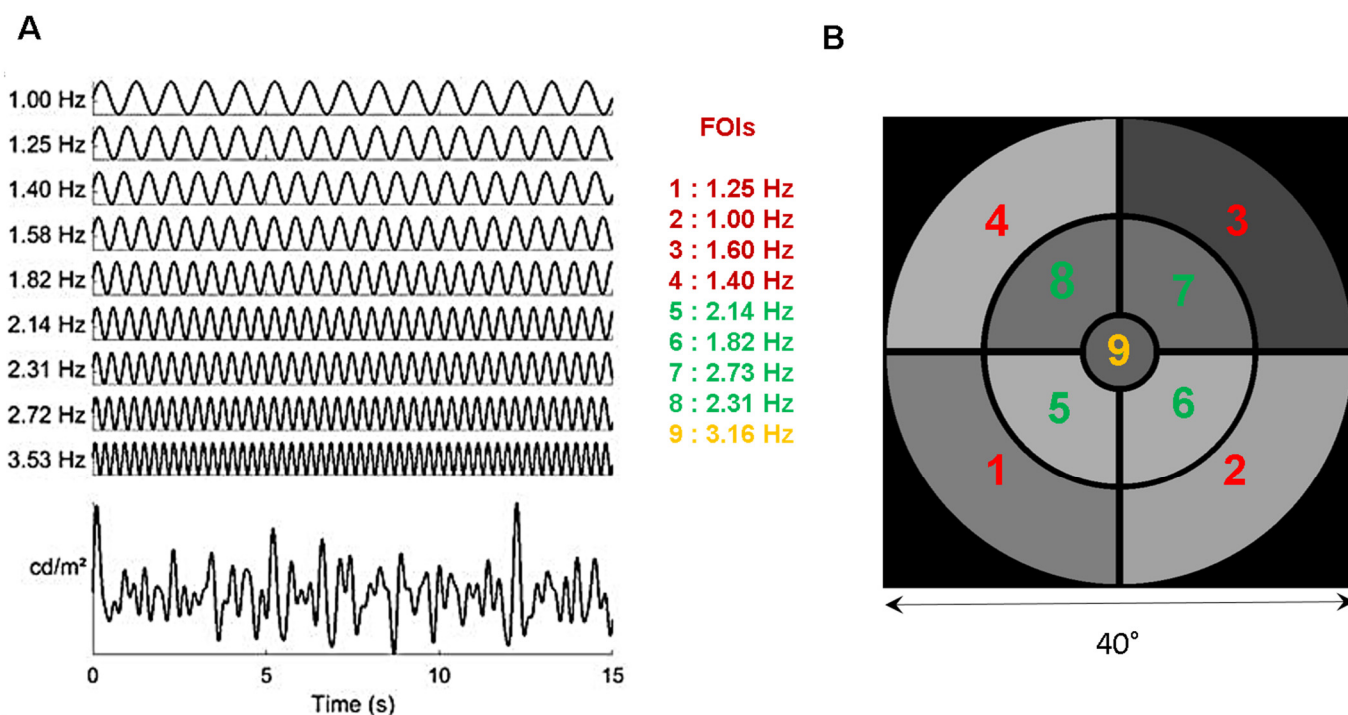 A
1.00 Hz
1.25 Hz
1.40 Hz
1.58 Hz
1.82 Hz
2.14 Hz
2.31 Hz
2.72 Hz
3.53 Hz
cd/m²
0
5
10
15
Time (s)
FOIs
1 : 1.25 Hz
2 : 1.00 Hz
3 : 1.60 Hz
4 : 1.40 Hz
5 : 2.14 Hz
6 : 1.82 Hz
7 : 2.73 Hz
8 : 2.31 Hz
9 : 3.16 Hz
B
4
3
8
7
9
5
6
1
2
40°